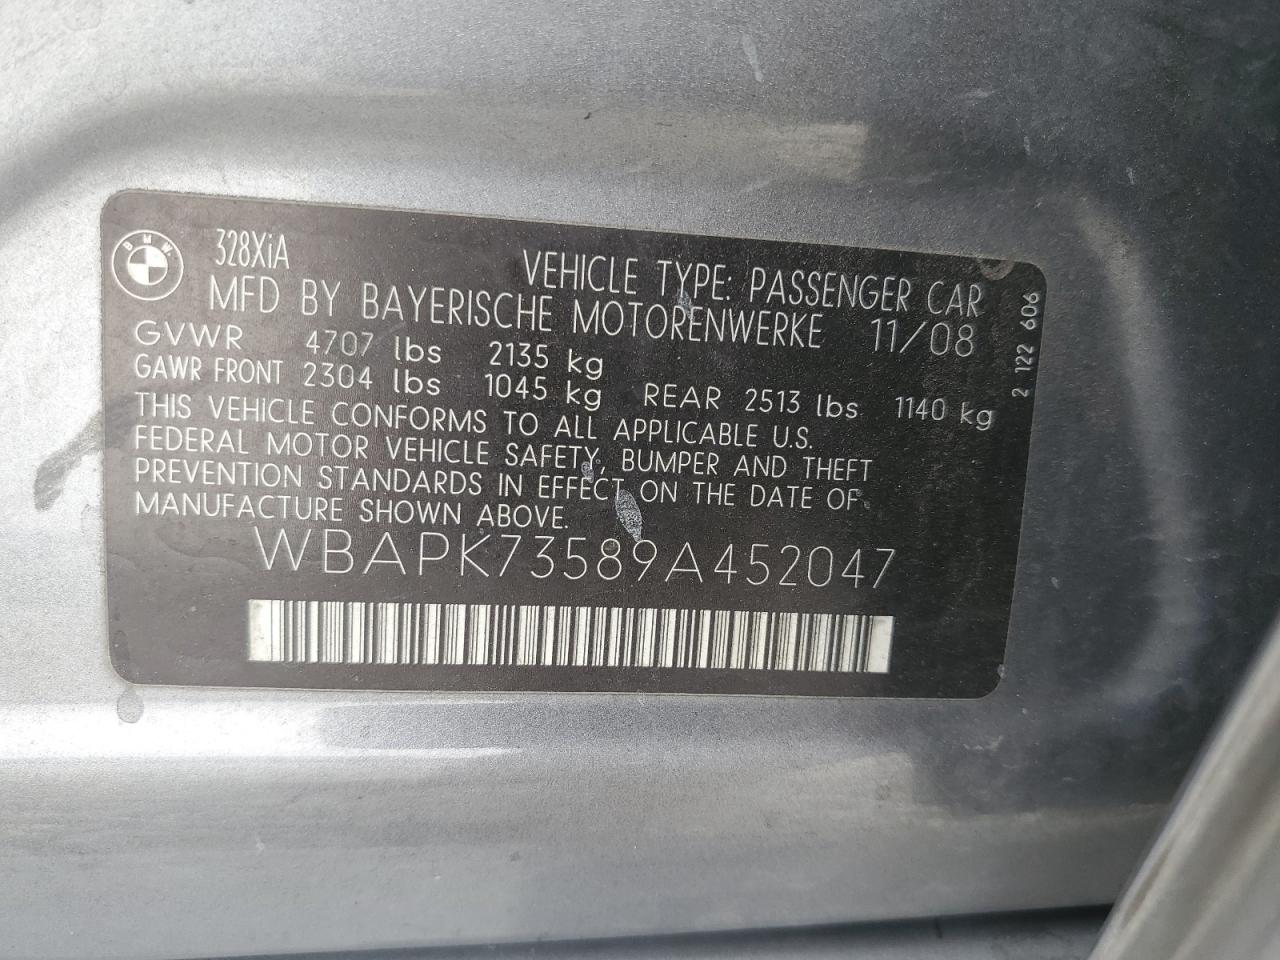 BMW
328XiA
VEHICLE TYPE: PASSENGER CAR
MFD BY BAYERISCHE MOTORENWERKE 11/08
GVWR 4707 lbs 2135 kg
GAWR FRONT 2304 lbs 1045 kg REAR 2513 lbs 1140 kg
THIS VEHICLE CONFORMS TO ALL APPLICABLE U.S.
FEDERAL MOTOR VEHICLE SAFETY, BUMPER AND THEFT
PREVENTION STANDARDS IN EFFECT ON THE DATE OF
MANUFACTURE SHOWN ABOVE.
WBAPK73589A452047
2 122 606